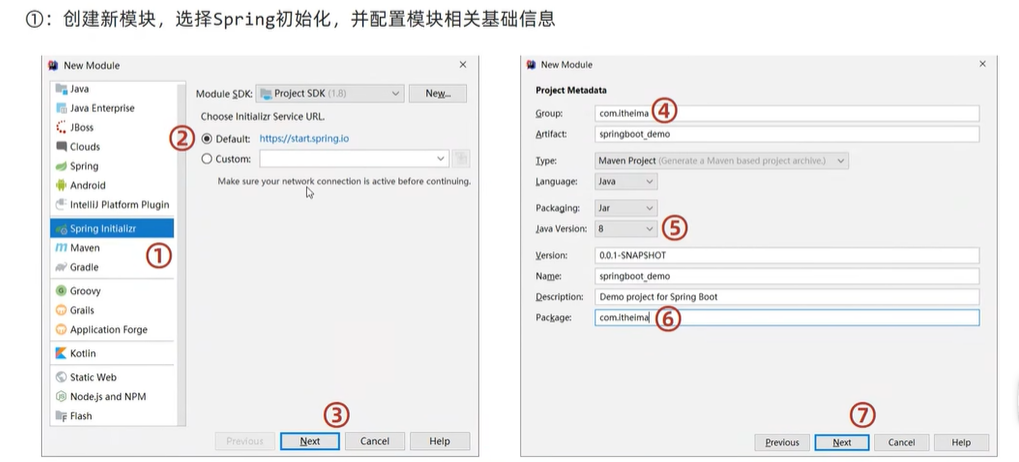 ①：创建新模块，选择Spring初始化，并配置模块相关基础信息
New Module
Java
Java Enterprise
JBoss
Clouds
Spring
Android
IntelliJ Platform Plugin
Spring Initializr
Maven
①
Gradle
Groovy
Grails
Application Forge
Kotlin
Static Web
Node.js and NPM
Flash
Module SDK: Project SDK (1.8) New...
Choose Initializr Service URL.
② Default: https://start.spring.io
Custom:
Make sure your network connection is active before continuing.
③
Previous Next Cancel Help
New Module
Project Metadata
Group: com.itheima ④
Artifact: springboot_demo
Type: Maven Project (Generate a Maven based project archive.)
Language: Java
Packaging: Jar
Java Version: 8 ⑤
Version: 0.0.1-SNAPSHOT
Name: springboot_demo
Description: Demo project for Spring Boot
Package: com.itheima ⑥
⑦
Previous Next Cancel Help